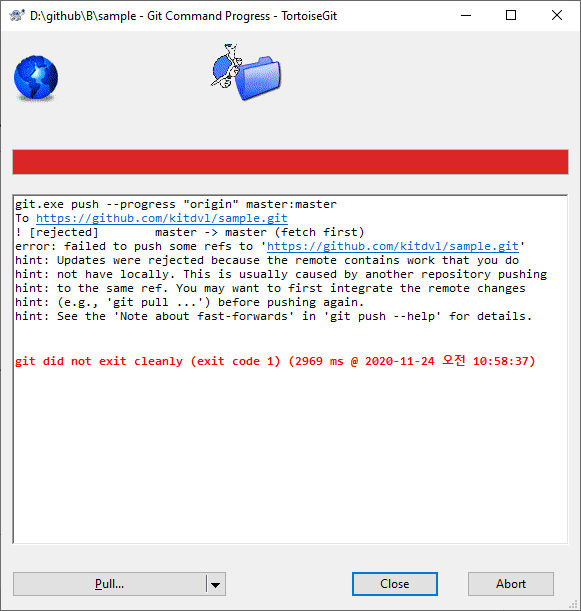 D:\github\B\sample - Git Command Progress - TortoiseGit
git.exe push --progress "origin" master:master
To https://github.com/kitdvl/sample.git
! [rejected]        master -> master (fetch first)
error: failed to push some refs to 'https://github.com/kitdvl/sample.git'
hint: Updates were rejected because the remote contains work that you do
hint: not have locally. This is usually caused by another repository pushing
hint: to the same ref. You may want to first integrate the remote changes
hint: (e.g., 'git pull ...') before pushing again.
hint: See the 'Note about fast-forwards' in 'git push --help' for details.
git did not exit cleanly (exit code 1) (2969 ms @ 2020-11-24 오전 10:58:37)
Pull... Close Abort